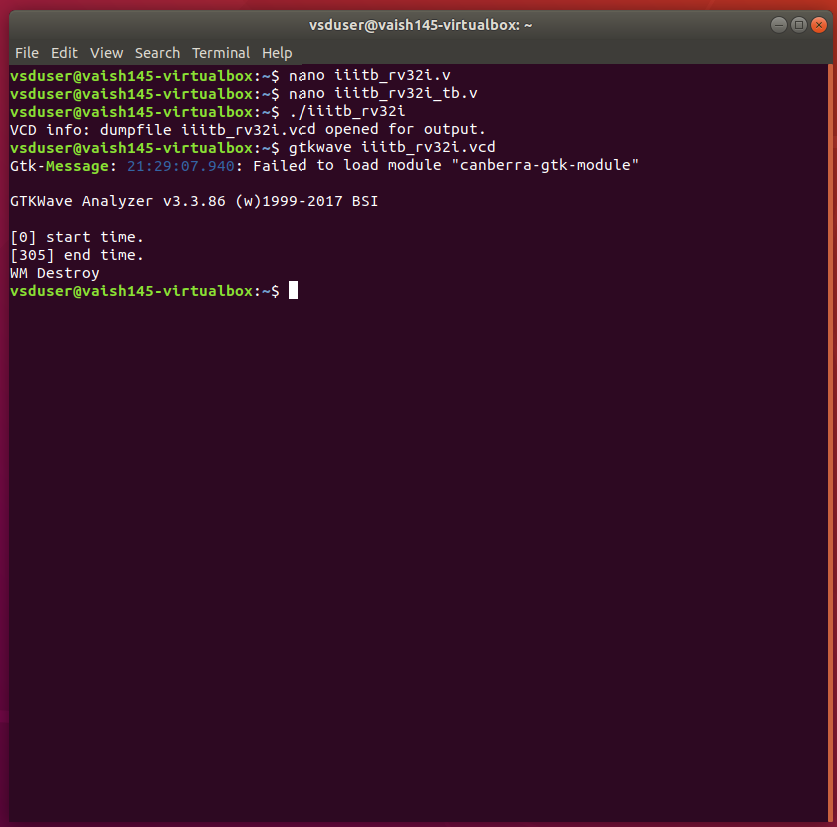 vsduser@vaish145-virtualbox: ~
File Edit View Search Terminal Help
vsduser@vaish145-virtualbox:~$ nano iiitb_rv32i.v
vsduser@vaish145-virtualbox:~$ nano iiitb_rv32i_tb.v
vsduser@vaish145-virtualbox:~$ ./iiitb_rv32i
VCD info: dumpfile iiitb_rv32i.vcd opened for output.
vsduser@vaish145-virtualbox:~$ gtkwave iiitb_rv32i.vcd
Gtk-Message: 21:29:07.940: Failed to load module "canberra-gtk-module"
GTKWave Analyzer v3.3.86 (w)1999-2017 BSI
[0] start time.
[305] end time.
WM Destroy
vsduser@vaish145-virtualbox:~$